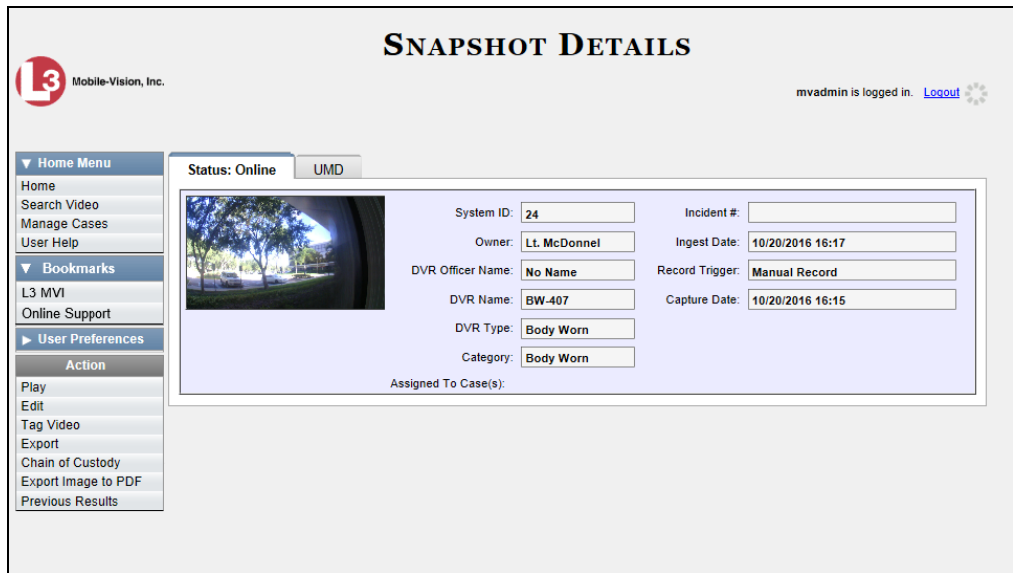 SNAPSHOT DETAILS
L3 Mobile-Vision, Inc.
mvadmin is logged in. Logout
▼ Home Menu
Home
Search Video
Manage Cases
User Help
▼ Bookmarks
L3 MVI
Online Support
▶ User Preferences
Action
Play
Edit
Tag Video
Export
Chain of Custody
Export Image to PDF
Previous Results
Status: Online UMD
System ID: 24 Incident #:
Owner: Lt. McDonnel Ingest Date: 10/20/2016 16:17
DVR Officer Name: No Name Record Trigger: Manual Record
DVR Name: BW-407 Capture Date: 10/20/2016 16:15
DVR Type: Body Worn
Category: Body Worn
Assigned To Case(s):